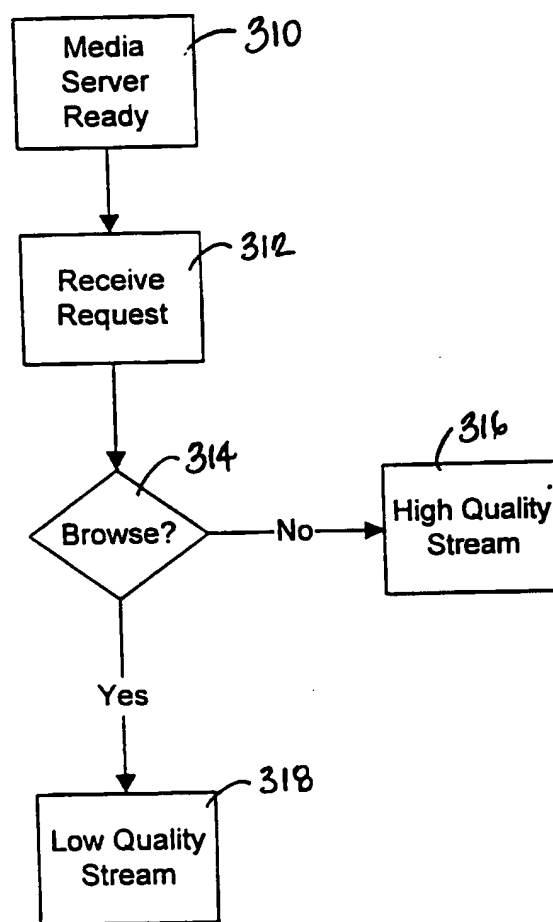 Media
Server
Ready
310
Receive
Request
312
Browse?
314
No
High Quality
Stream
316
Yes
Low Quality
Stream
318